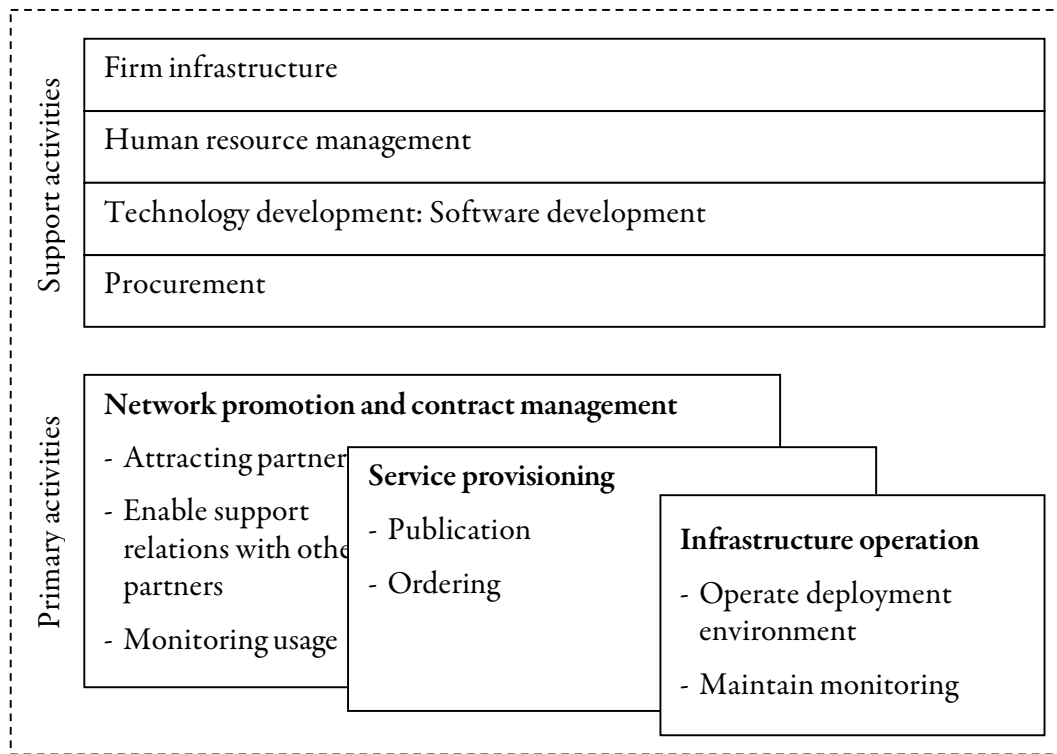 Support activities
Firm infrastructure
Human resource management
Technology development: Software development
Procurement
Primary activities
Network promotion and contract management
- Attracting partner
- Enable support
relations with othe
partners
- Monitoring usage
Service provisioning
- Publication
- Ordering
Infrastructure operation
- Operate deployment
environment
- Maintain monitoring